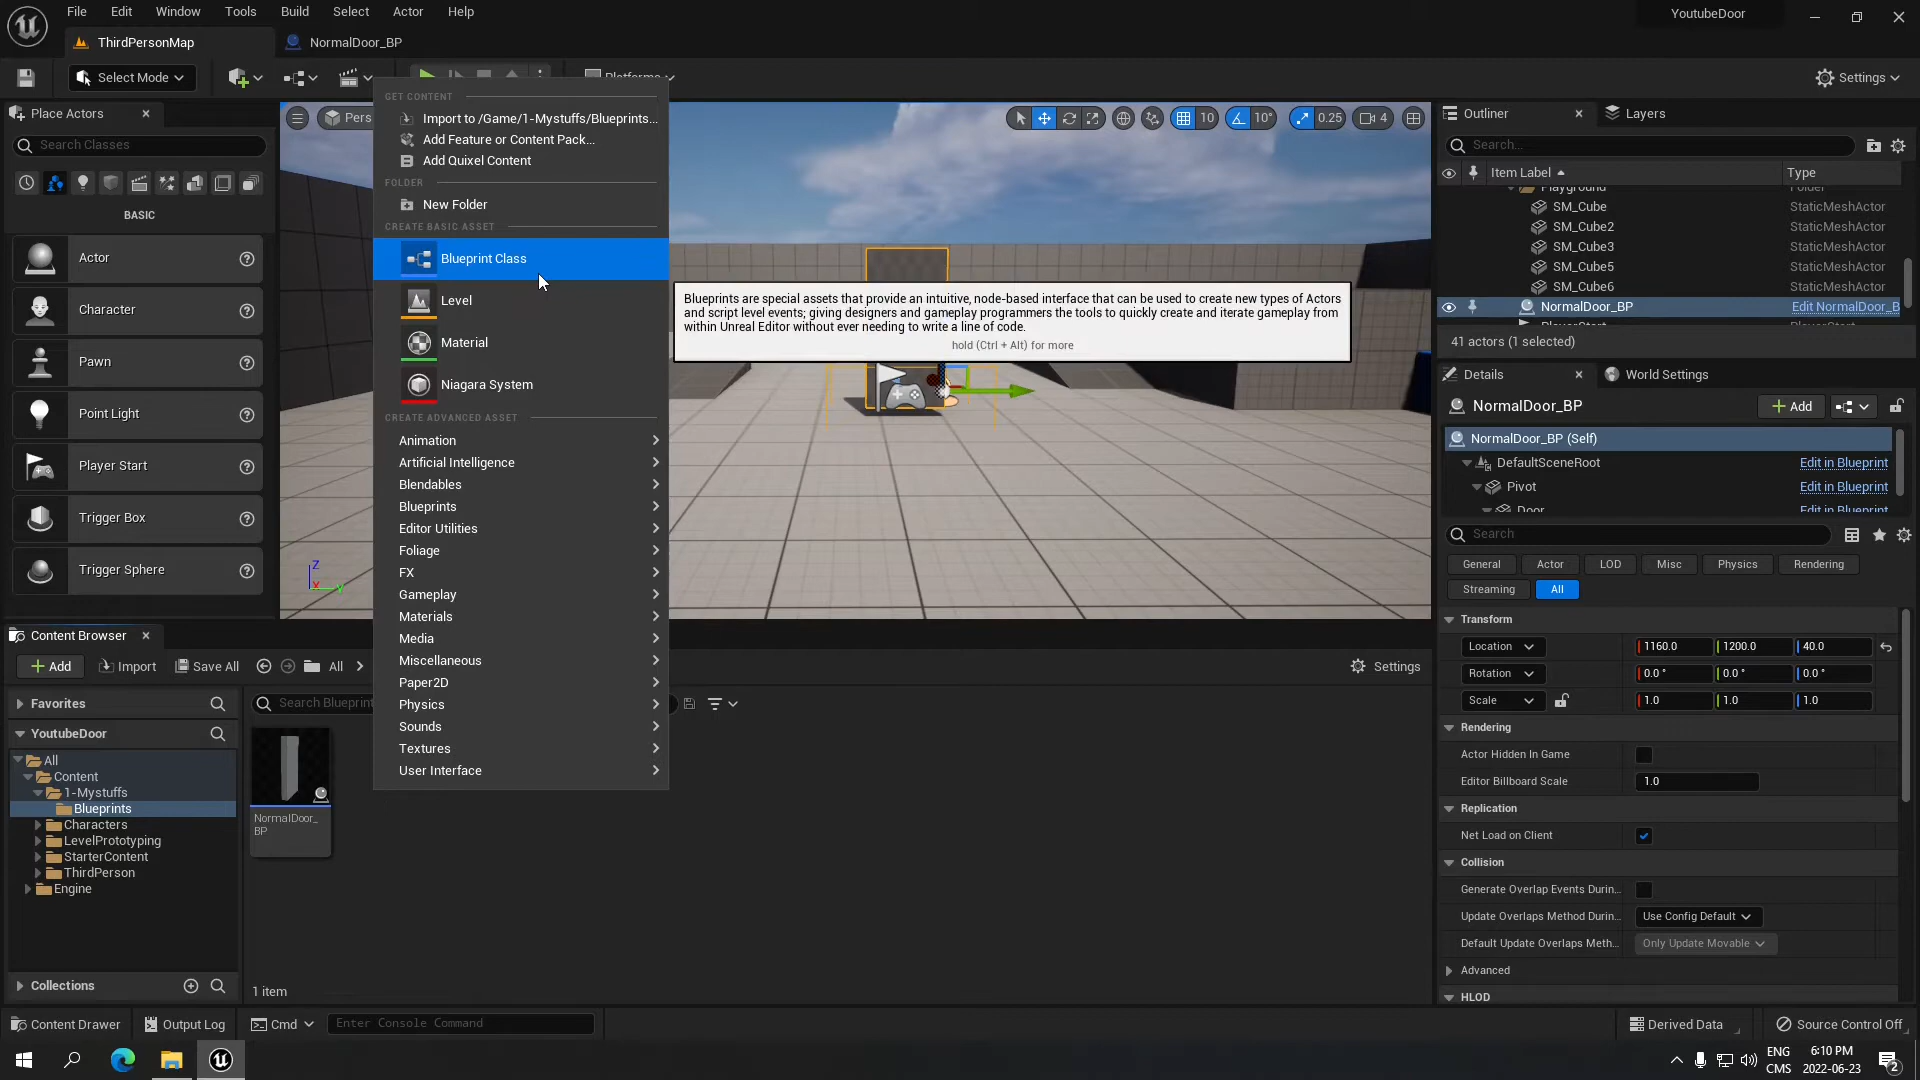 File Edit Window Tools Build Select Actor Help
YoutubeDoor
ThirdPersonMap
NormalDoor_BP
Select Mode
Platforms
Settings
Place Actors
Search Classes
BASIC
Actor
Character
Pawn
Point Light
Player Start
Trigger Box
Trigger Sphere
Pers
10
10°
0.25
4
GET CONTENT
Import to /Game/1-Mystuffs/Blueprints...
Add Feature or Content Pack...
Add Quixel Content
FOLDER
New Folder
CREATE BASIC ASSET
Blueprint Class
Level
Material
Niagara System
CREATE ADVANCED ASSET
Animation
Artificial Intelligence
Blendables
Blueprints
Editor Utilities
Foliage
FX
Gameplay
Materials
Media
Miscellaneous
Paper2D
Physics
Sounds
Textures
User Interface
Blueprints are special assets that provide an intuitive, node-based interface that can be used to create new types of Actors
and script level events; giving designers and gameplay programmers the tools to quickly create and iterate gameplay from
within Unreal Editor without ever needing to write a line of code.
hold (Ctrl + Alt) for more
Z
X
Y
Outliner
Layers
Search...
Item Label
Type
Playground Folder
SM_Cube StaticMeshActor
SM_Cube2 StaticMeshActor
SM_Cube3 StaticMeshActor
SM_Cube5 StaticMeshActor
SM_Cube6 StaticMeshActor
NormalDoor_BP Edit NormalDoor_B
PlayerStart
41 actors (1 selected)
Details
World Settings
NormalDoor_BP
Add
NormalDoor_BP (Self)
DefaultSceneRoot Edit in Blueprint
Pivot Edit in Blueprint
Door Edit in Blueprint
Search
General Actor LOD Misc Physics Rendering
Streaming All
Transform
Location 1160.0 1200.0 40.0
Rotation 0.0 ° 0.0 ° 0.0 °
Scale 1.0 1.0 1.0
Rendering
Actor Hidden In Game
Editor Billboard Scale 1.0
Replication
Net Load on Client
Collision
Generate Overlap Events Durin...
Update Overlaps Method Durin... Use Config Default
Default Update Overlaps Meth... Only Update Movable
Advanced
HLOD
Content Browser
Add Import Save All All
Settings
Favorites
YoutubeDoor
All
Content
1-Mystuffs
Blueprints
Characters
LevelPrototyping
StarterContent
ThirdPerson
Engine
Collections
Search Blueprint
NormalDoor_
BP
1 item
Content Drawer Output Log Cmd Enter Console Command
Derived Data Source Control Off
ENG
CMS
6:10 PM
2022-06-23
2